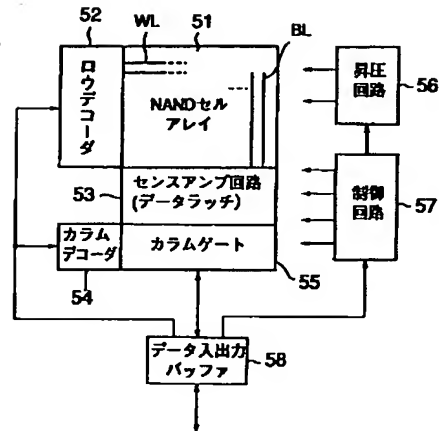 52
WL
51
BL
ロウデコーダ
NANDセル
アレイ
昇圧
回路
56
53
センスアンプ回路
(データラッチ)
制御
回路
57
カラム
デコーダ
カラムゲート
54
55
データ入出力
バッファ
58